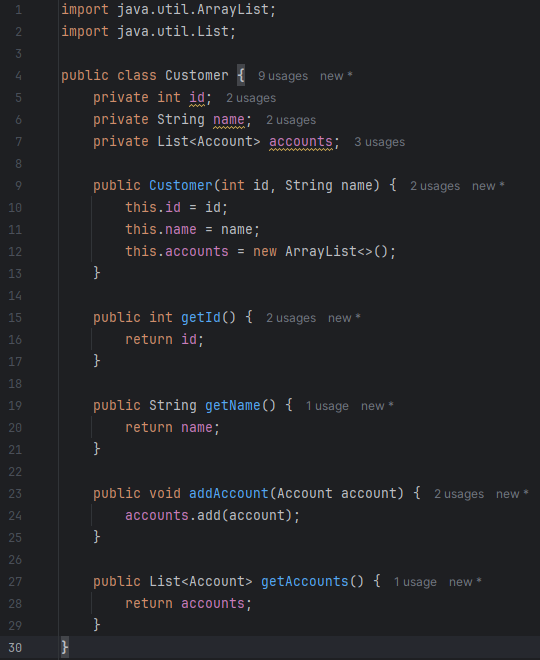 1 import java.util.ArrayList;
2 import java.util.List;
3
4 public class Customer { 9 usages new *
5     private int id; 2 usages
6     private String name; 2 usages
7     private List<Account> accounts; 3 usages
8
9     public Customer(int id, String name) { 2 usages new *
10         this.id = id;
11         this.name = name;
12         this.accounts = new ArrayList<>();
13     }
14
15     public int getId() { 2 usages new *
16         return id;
17     }
18
19     public String getName() { 1 usage new *
20         return name;
21     }
22
23     public void addAccount(Account account) { 2 usages new *
24         accounts.add(account);
25     }
26
27     public List<Account> getAccounts() { 1 usage new *
28         return accounts;
29     }
30 }